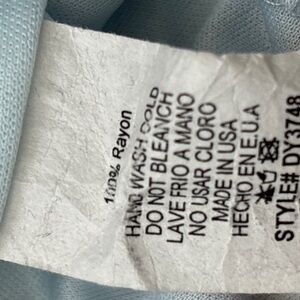 100% Rayon
HAND WASH COLD
DO NOT BLEANCH
LAVE FRIO A MANO
NO USAR CLORO
MADE IN USA
HECHO EN E.U.A
STYLE# DY3748